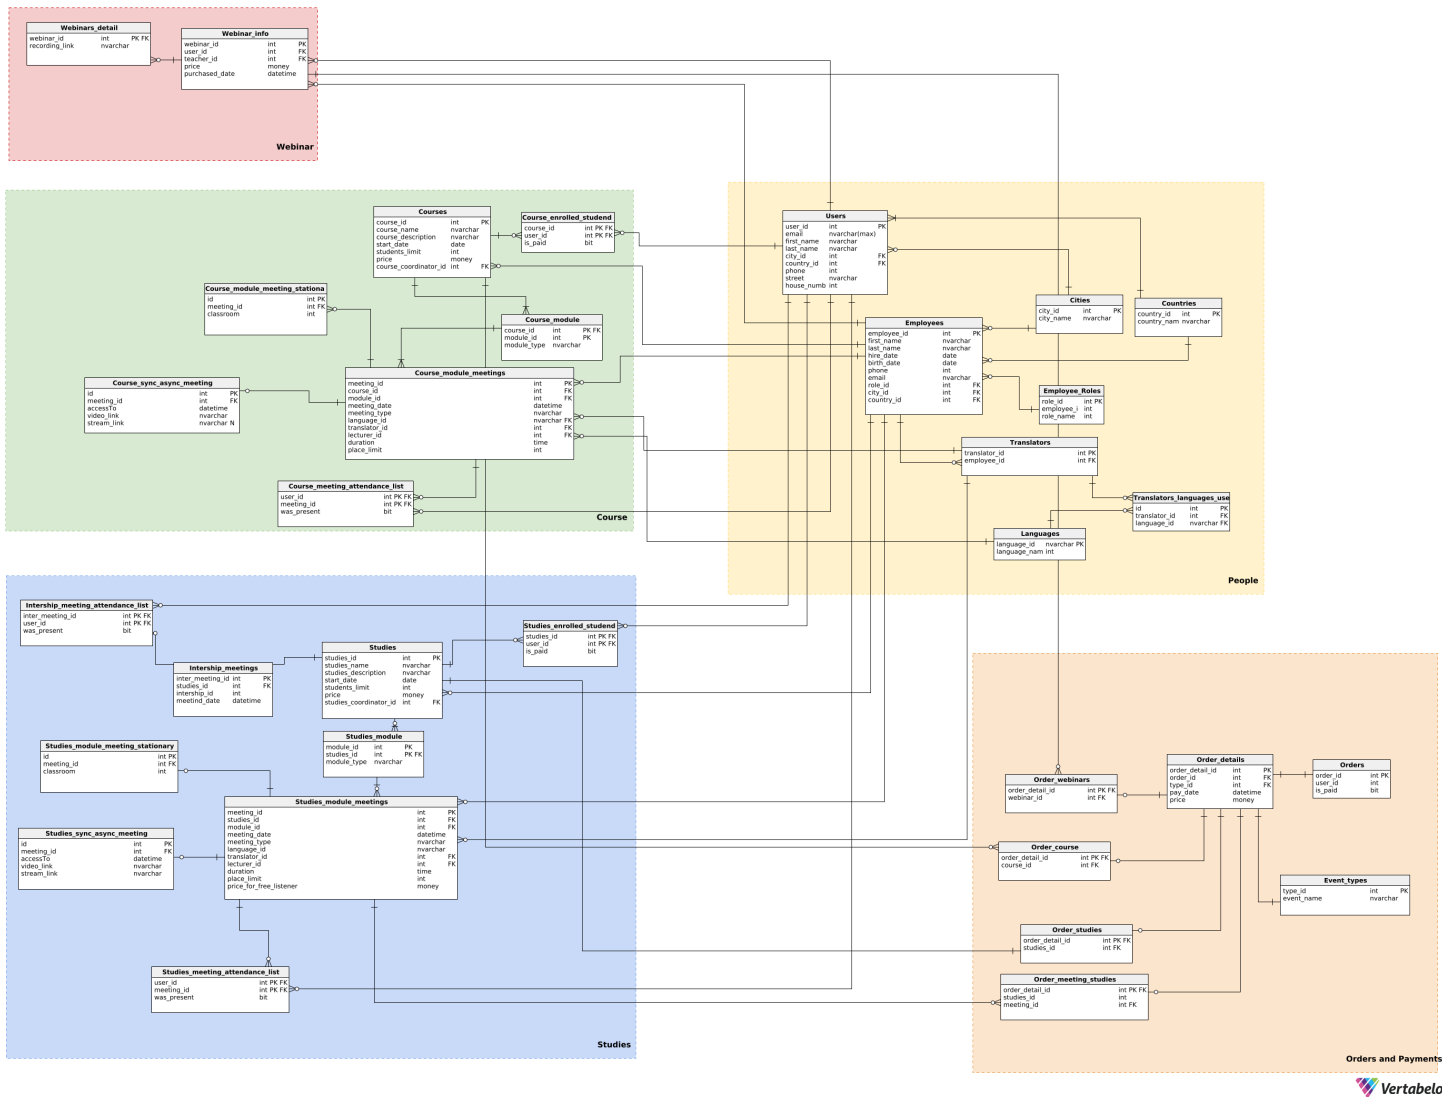 Webinars_detail
webinar_id int PK FK
recording_link nvarchar
Webinar_info
webinar_id int PK
user_id int FK
teacher_id int FK
price money
purchased_date datetime
Webinar
Courses
course_id int PK
course_name nvarchar
course_description nvarchar
start_date date
students_limit int
price money
course_coordinator_id int FK
Course_enrolled_studend
course_id int PK FK
user_id int PK FK
is_paid bit
Course_module_meeting_stationa
id int PK
meeting_id int FK
classroom int
Course_module
course_id int PK FK
module_id int PK
module_type nvarchar
Course_sync_async_meeting
id int PK
meeting_id int FK
accessTo datetime
video_link nvarchar
stream_link nvarchar N
Course_module_meetings
meeting_id int PK
course_id int FK
module_id int FK
meeting_date datetime
meeting_type nvarchar
language_id nvarchar FK
translator_id int FK
lecturer_id int FK
duration time
place_limit int
Course_meeting_attendance_list
user_id int PK FK
meeting_id int PK FK
was_present bit
Course
Users
user_id int PK
email nvarchar(max)
first_name nvarchar
last_name nvarchar
city_id int FK
country_id int FK
phone int
street nvarchar
house_numb int
Cities
city_id int PK
city_name nvarchar
Countries
country_id int PK
country_nam nvarchar
Employees
employee_id int PK
first_name nvarchar
last_name nvarchar
hire_date date
birth_date date
phone int
email nvarchar
role_id int FK
city_id int FK
country_id int FK
Employee_Roles
role_id int PK
employee_i int
role_name int
Translators
translator_id int PK
employee_id int FK
Translators_languages_use
id int PK
translator_id int FK
language_id nvarchar FK
Languages
language_id nvarchar PK
language_nam int
People
Intership_meeting_attendance_list
inter_meeting_id int PK FK
user_id int PK FK
was_present bit
Intership_meetings
inter_meeting_id int PK
studies_id int FK
intership_id int
meetind_date datetime
Studies
studies_id int PK
studies_name nvarchar
studies_description nvarchar
start_date date
students_limit int
price money
studies_coordinator_id int FK
Studies_enrolled_studend
studies_id int PK FK
user_id int PK FK
is_paid bit
Studies_module
module_id int PK
studies_id int PK FK
module_type nvarchar
Studies_module_meeting_stationary
id int PK
meeting_id int FK
classroom int
Studies_sync_async_meeting
id int PK
meeting_id int FK
accessTo datetime
video_link nvarchar
stream_link nvarchar
Studies_module_meetings
meeting_id int PK
studies_id int FK
module_id int FK
meeting_date datetime
meeting_type nvarchar
language_id nvarchar
translator_id int FK
lecturer_id int FK
duration time
place_limit int
price_for_free_listener money
Studies_meeting_attendance_list
user_id int PK FK
meeting_id int PK FK
was_present bit
Studies
Order_webinars
order_detail_id int PK FK
webinar_id int FK
Order_details
order_detail_id int PK
order_id int FK
type_id int FK
pay_date datetime
price money
Orders
order_id int PK
user_id int
is_paid bit
Order_course
order_detail_id int PK FK
course_id int FK
Event_types
type_id int PK
event_name nvarchar
Order_studies
order_detail_id int PK FK
studies_id int FK
Order_meeting_studies
order_detail_id int PK FK
studies_id int
meeting_id int FK
Orders and Payments
Vertabelo